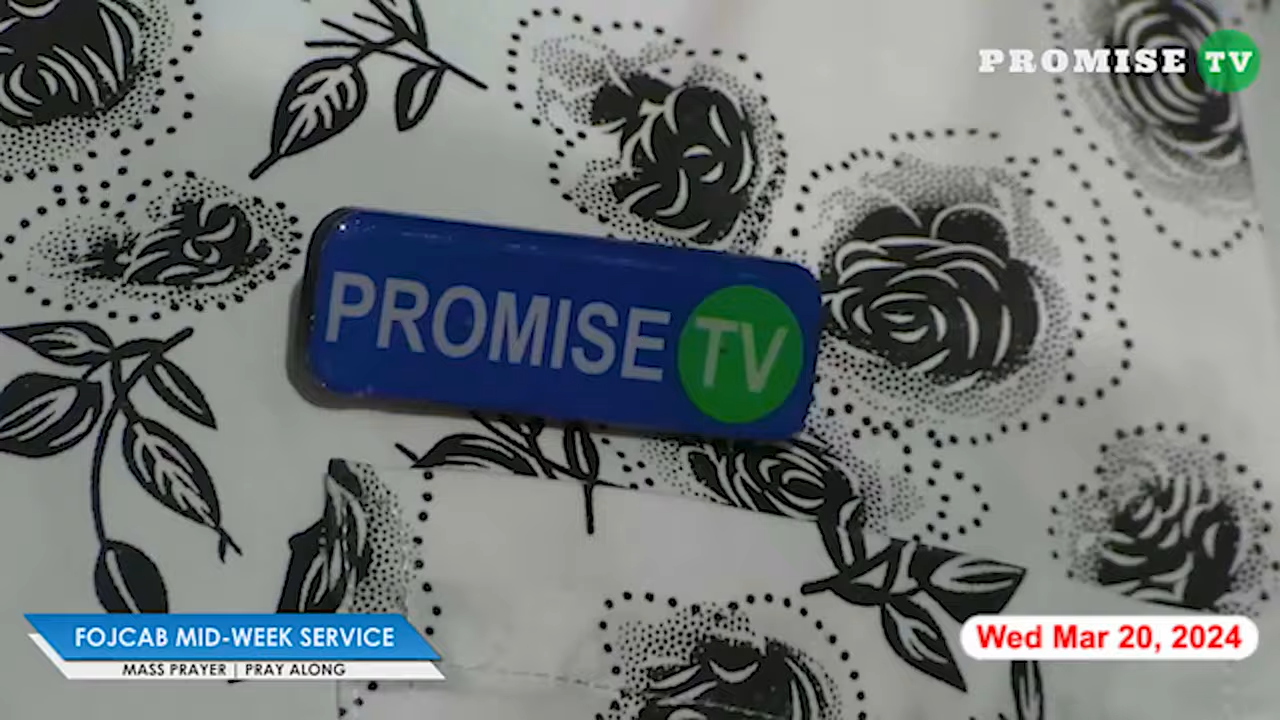 PROMISE TV
PROMISE TV
FOJCAB MID-WEEK SERVICE
MASS PRAYER | PRAY ALONG
Wed Mar 20, 2024